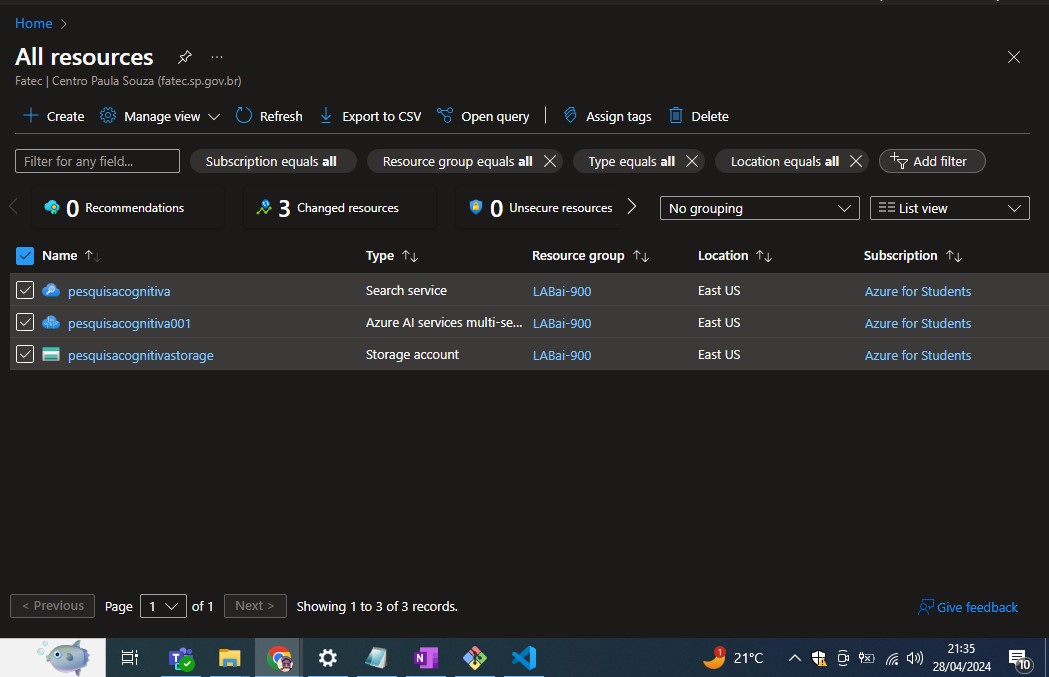 Home >
All resources
Fatec | Centro Paula Souza (fatec.sp.gov.br)
Create Manage view Refresh Export to CSV Open query Assign tags Delete
Filter for any field... Subscription equals all Resource group equals all Type equals all Location equals all Add filter
0 Recommendations 3 Changed resources 0 Unsecure resources No grouping List view
Name Type Resource group Location Subscription
pesquisacognitiva Search service LABai-900 East US Azure for Students
pesquisacognitiva001 Azure AI services multi-se... LABai-900 East US Azure for Students
pesquisacognitivastorage Storage account LABai-900 East US Azure for Students
< Previous Page 1 of 1 Next > Showing 1 to 3 of 3 records. Give feedback
1 21°C 21:35
28/04/2024 10